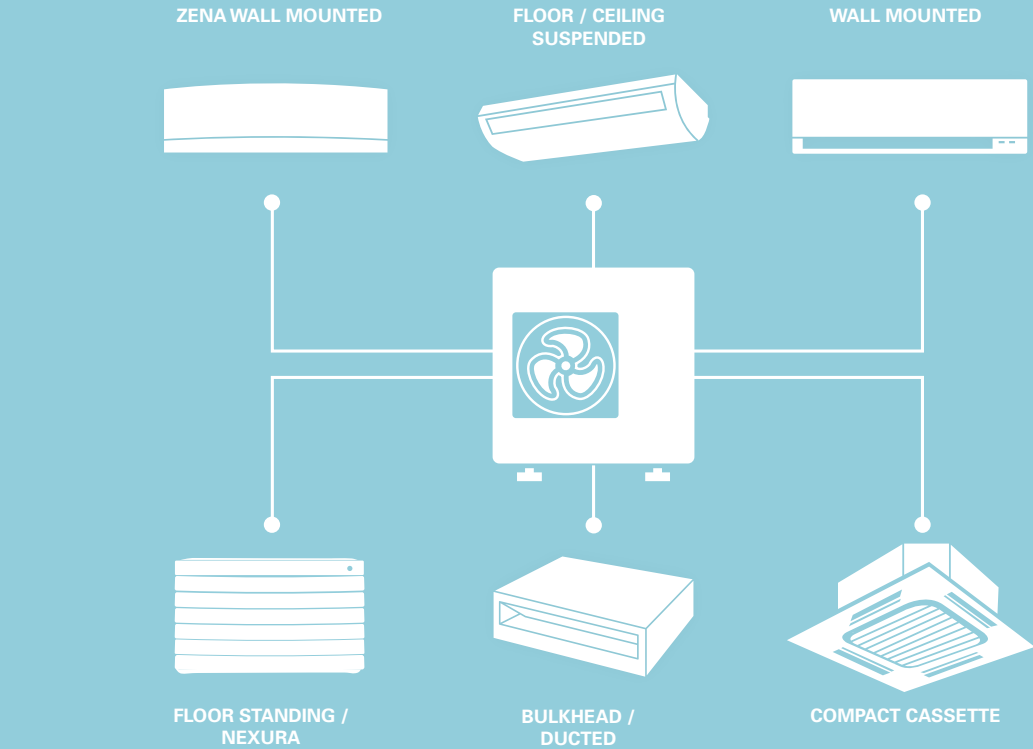 ZENA WALL MOUNTED
FLOOR / CEILING
SUSPENDED
WALL MOUNTED
FLOOR STANDING /
NEXURA
BULKHEAD /
DUCTED
COMPACT CASSETTE